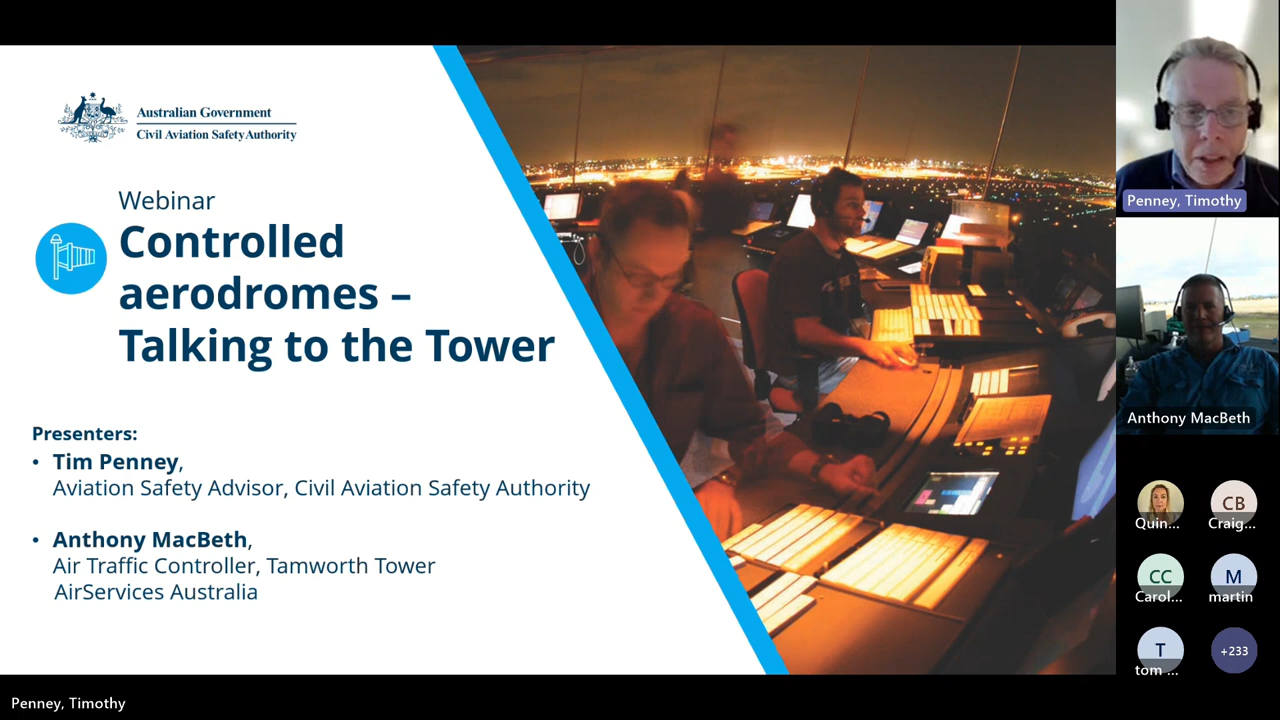 Australian Government
Civil Aviation Safety Authority
Webinar
Controlled
aerodromes –
Talking to the Tower
Presenters:
• Tim Penney,
Aviation Safety Advisor, Civil Aviation Safety Authority
• Anthony MacBeth,
Air Traffic Controller, Tamworth Tower
AirServices Australia
Penney, Timothy
Anthony MacBeth
Quin...
CB
Craig...
CC
Carol...
M
martin
T
tom ...
+233
Penney, Timothy